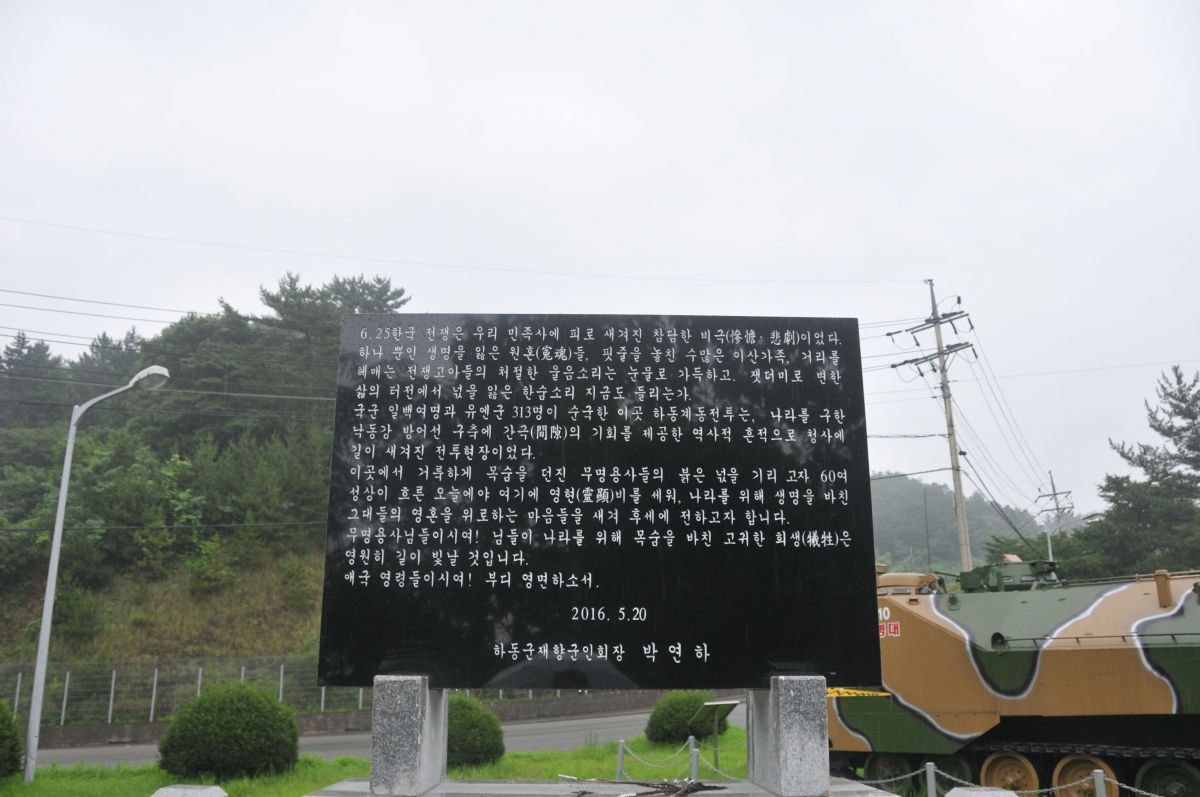 6.25한국 전쟁은 우리 민족사에 피로 새겨진 참담한 비극(慘憺·悲劇)이었다.
하나 뿐인 생명을 잃은 원혼(冤魂)들, 핏줄을 놓친 수많은 이산가족, 거리를
헤매는 전쟁고아들의 처절한 울음소리는 눈물로 가득하고. 잿더미로 변한
삶의 터전에서 넋을 잃은 한숨소리 지금도 들리는가.
국군 일백여명과 유엔군 313명이 순국한 이곳 하동계동전투는, 나라를 구한
낙동강 방어선 구축에 간극(間隙)의 기회를 제공한 역사적 흔적으로 청사에
길이 새겨진 전투현장이었다.
이곳에서 거룩하게 목숨을 던진 무명용사들의 붉은 넋을 기리 고자 60여
성상이 흐른 오늘에야 여기에 영현(靈顯)비를 세워, 나라를 위해 생명을 바친
그대들의 영혼을 위로하는 마음들을 새겨 후세에 전하고자 합니다.
무명용사님들이시여! 님들이 나라를 위해 목숨을 바친 고귀한 희생(犧牲)은
영원히 길이 빛날 것입니다.
애국 영령들이시여! 부디 영면하소서.
2016. 5.20
하동군재향군인회장 박연하
10